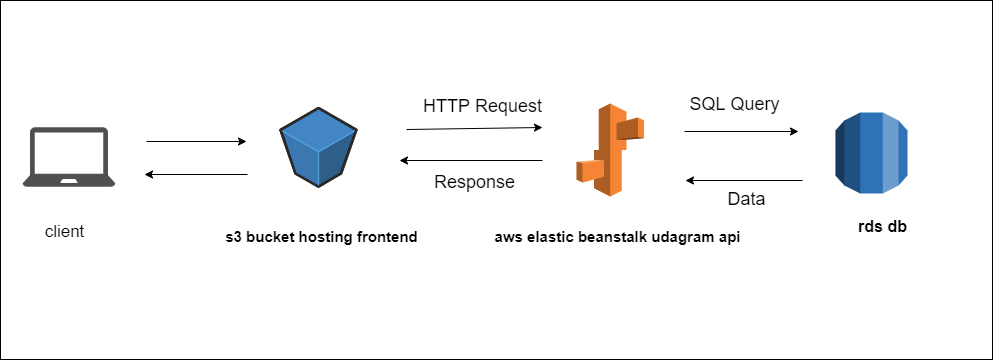 HTTP Request
SQL Query
Response
Data
client
s3 bucket hosting frontend
aws elastic beanstalk udagram api
rds db